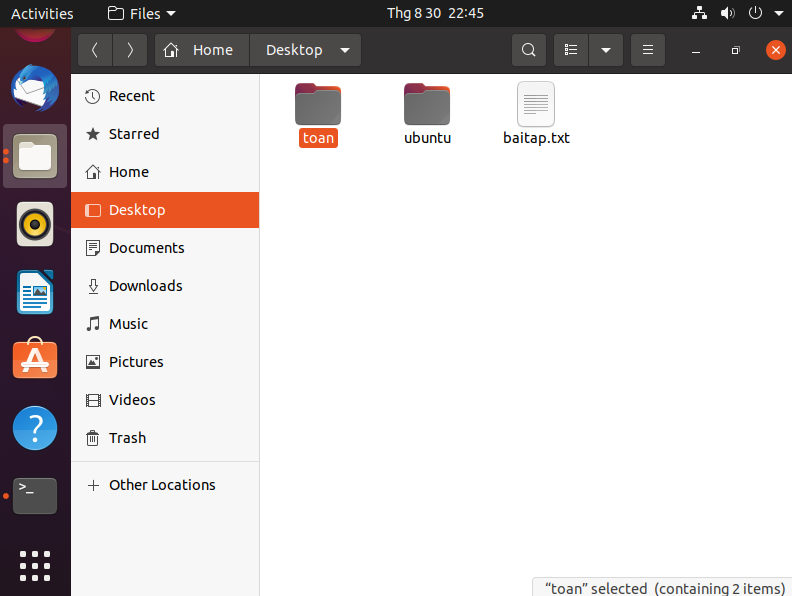 Activities Files Thg 8 30 22:45
Home Desktop
Recent
Starred
Home
Desktop
Documents
Downloads
Music
Pictures
Videos
Trash
Other Locations
toan ubuntu baitap.txt
>_
?
“toan” selected (containing 2 items)